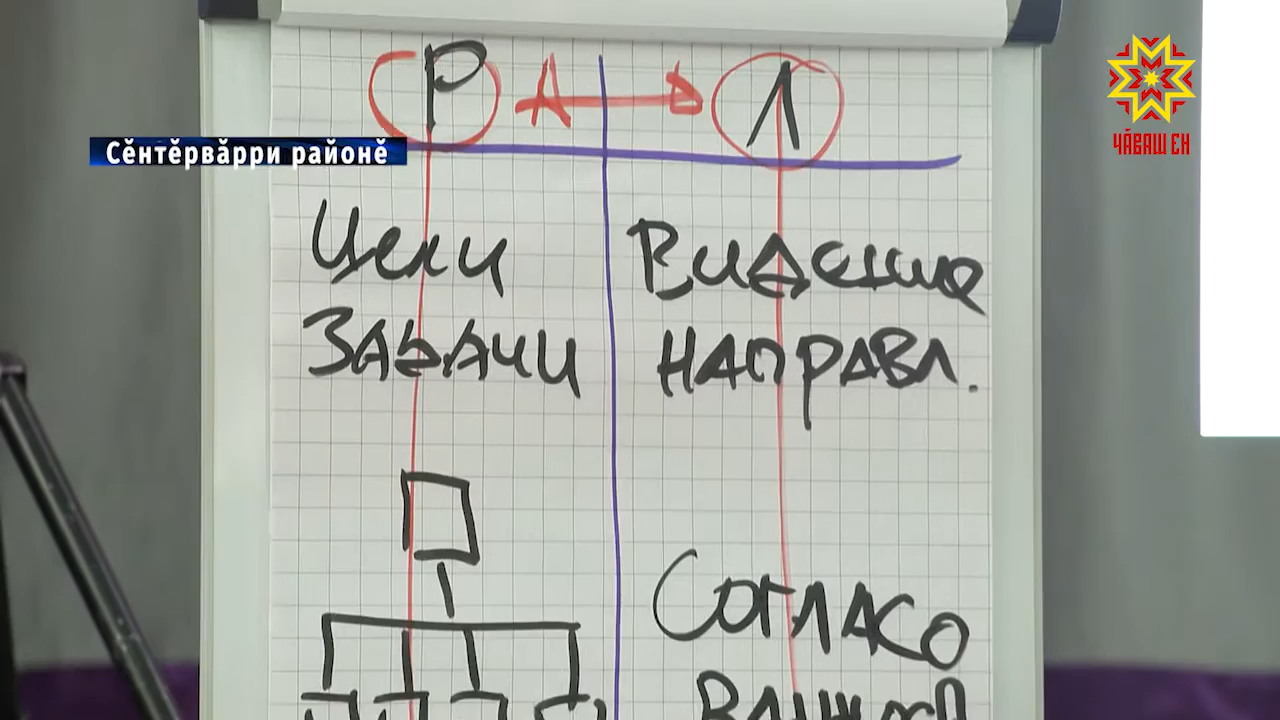 Р А Л
Сӗнтӗрвӑрри районӗ
ЧӐВАШ ЕН
Цели
Задачи
Видение
Направл.
Согласо